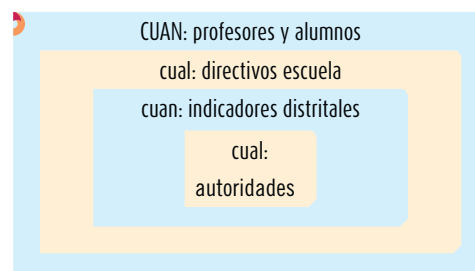 CUAN: profesores y alumnos
cual: directivos escuela
cuan: indicadores distritales
cual:
autoridades